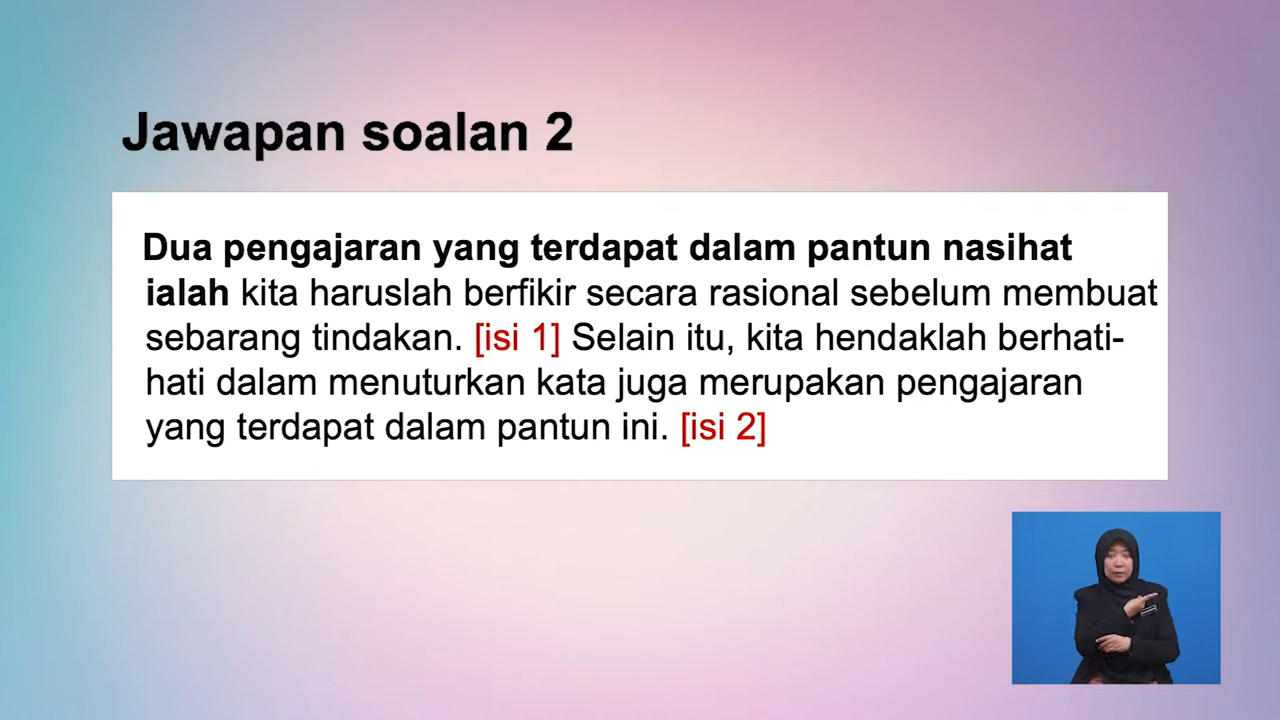 Jawapan soalan 2
Dua pengajaran yang terdapat dalam pantun nasihat
ialah kita haruslah berfikir secara rasional sebelum membuat
sebarang tindakan. [isi 1] Selain itu, kita hendaklah berhati-
hati dalam menuturkan kata juga merupakan pengajaran
yang terdapat dalam pantun ini. [isi 2]